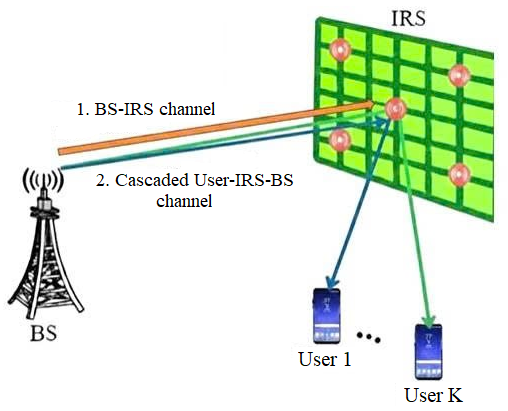 IRS
1. BS-IRS channel
2. Cascaded User-IRS-BS
channel
BS
User 1
User K